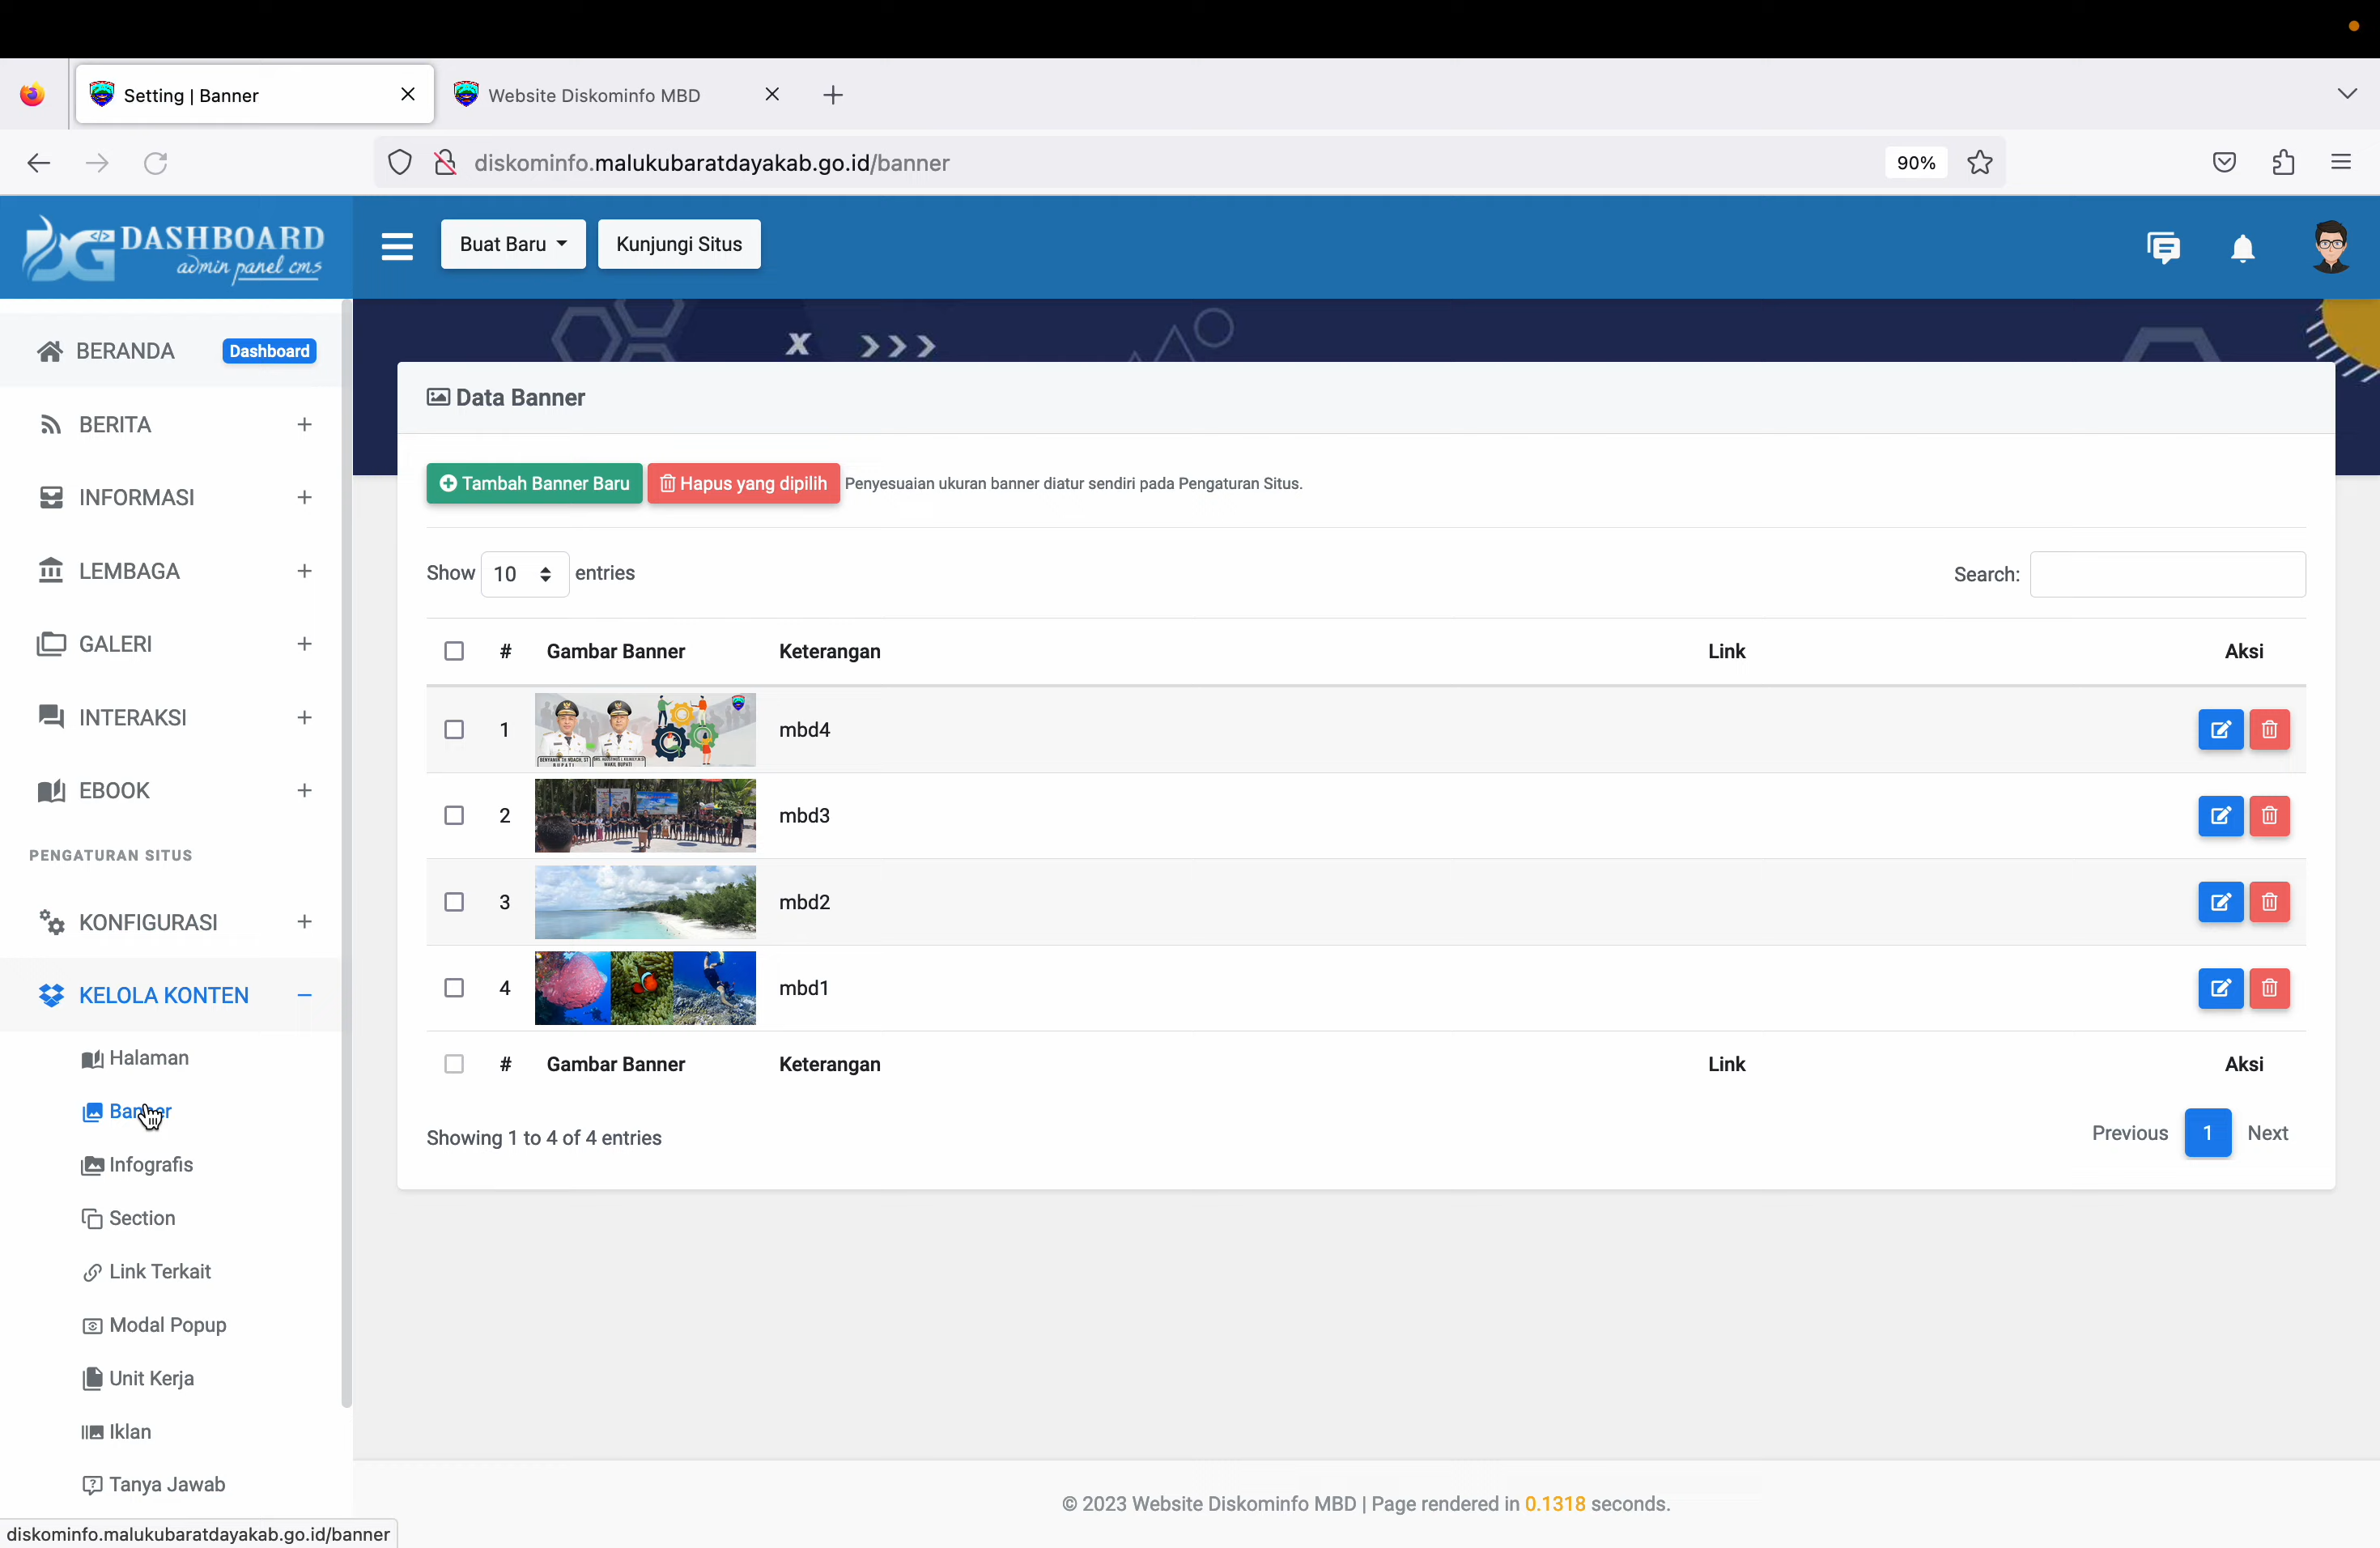 Setting | Banner
Website Diskominfo MBD
diskominfo.malukubaratdayakab.go.id/banner
90%
DASHBOARD
admin panel cms
Buat Baru
Kunjungi Situs
BERANDA
Dashboard
BERITA
INFORMASI
LEMBAGA
GALERI
INTERAKSI
EBOOK
PENGATURAN SITUS
KONFIGURASI
KELOLA KONTEN
Halaman
Banner
Infografis
Section
Link Terkait
Modal Popup
Unit Kerja
Iklan
Tanya Jawab
Data Banner
Tambah Banner Baru
Hapus yang dipilih
Penyesuaian ukuran banner diatur sendiri pada Pengaturan Situs.
Show 10 entries
Search:
# Gambar Banner Keterangan Link Aksi
1 mbd4
2 mbd3
3 mbd2
4 mbd1
# Gambar Banner Keterangan Link Aksi
Showing 1 to 4 of 4 entries
Previous 1 Next
© 2023 Website Diskominfo MBD | Page rendered in 0.1318 seconds.
diskominfo.malukubaratdayakab.go.id/banner